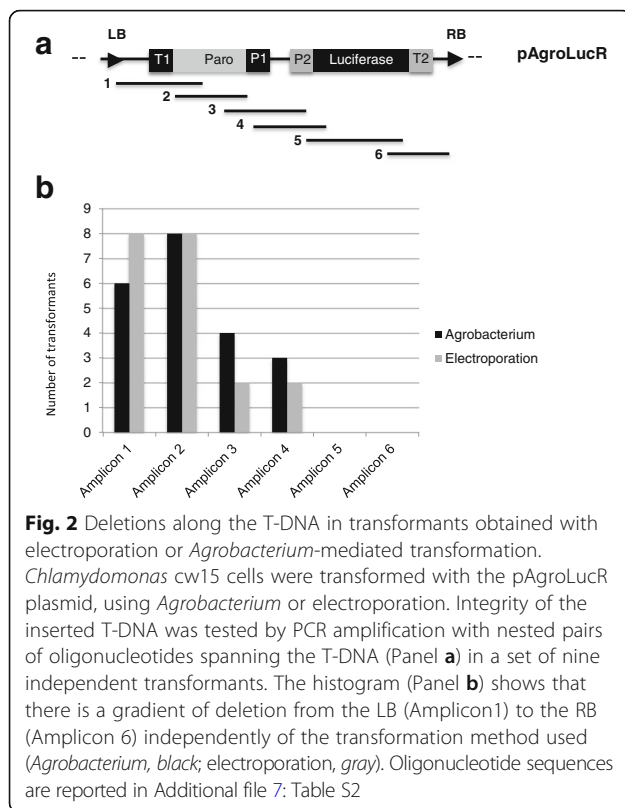 a
LB
RB
-- T1 Paro P1 P2 Luciferase T2 -- pAgroLucR
1
2
3
4
5
6
b
Number of transformants
9
8
7
6
5
4
3
2
1
0
Amplicon 1
Amplicon 2
Amplicon 3
Amplicon 4
Amplicon 5
Amplicon 6
Agrobacterium
Electroporation
Fig. 2 Deletions along the T-DNA in transformants obtained with
electroporation or Agrobacterium-mediated transformation.
Chlamydomonas cw15 cells were transformed with the pAgroLucR
plasmid, using Agrobacterium or electroporation. Integrity of the
inserted T-DNA was tested by PCR amplification with nested pairs
of oligonucleotides spanning the T-DNA (Panel a) in a set of nine
independent transformants. The histogram (Panel b) shows that
there is a gradient of deletion from the LB (Amplicon1) to the RB
(Amplicon 6) independently of the transformation method used
(Agrobacterium, black; electroporation, gray). Oligonucleotide sequences
are reported in Additional file 7: Table S2